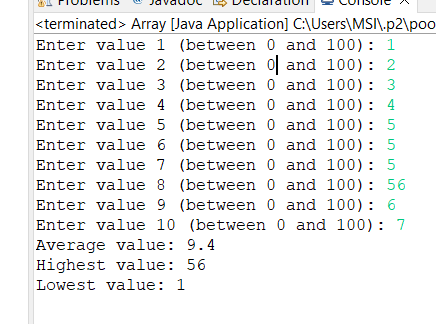 Problems Javadoc Declaration Console
<terminated> Array [Java Application] C:\Users\MSI\.p2\poo
Enter value 1 (between 0 and 100): 1
Enter value 2 (between 0 and 100): 2
Enter value 3 (between 0 and 100): 3
Enter value 4 (between 0 and 100): 4
Enter value 5 (between 0 and 100): 5
Enter value 6 (between 0 and 100): 5
Enter value 7 (between 0 and 100): 5
Enter value 8 (between 0 and 100): 56
Enter value 9 (between 0 and 100): 6
Enter value 10 (between 0 and 100): 7
Average value: 9.4
Highest value: 56
Lowest value: 1